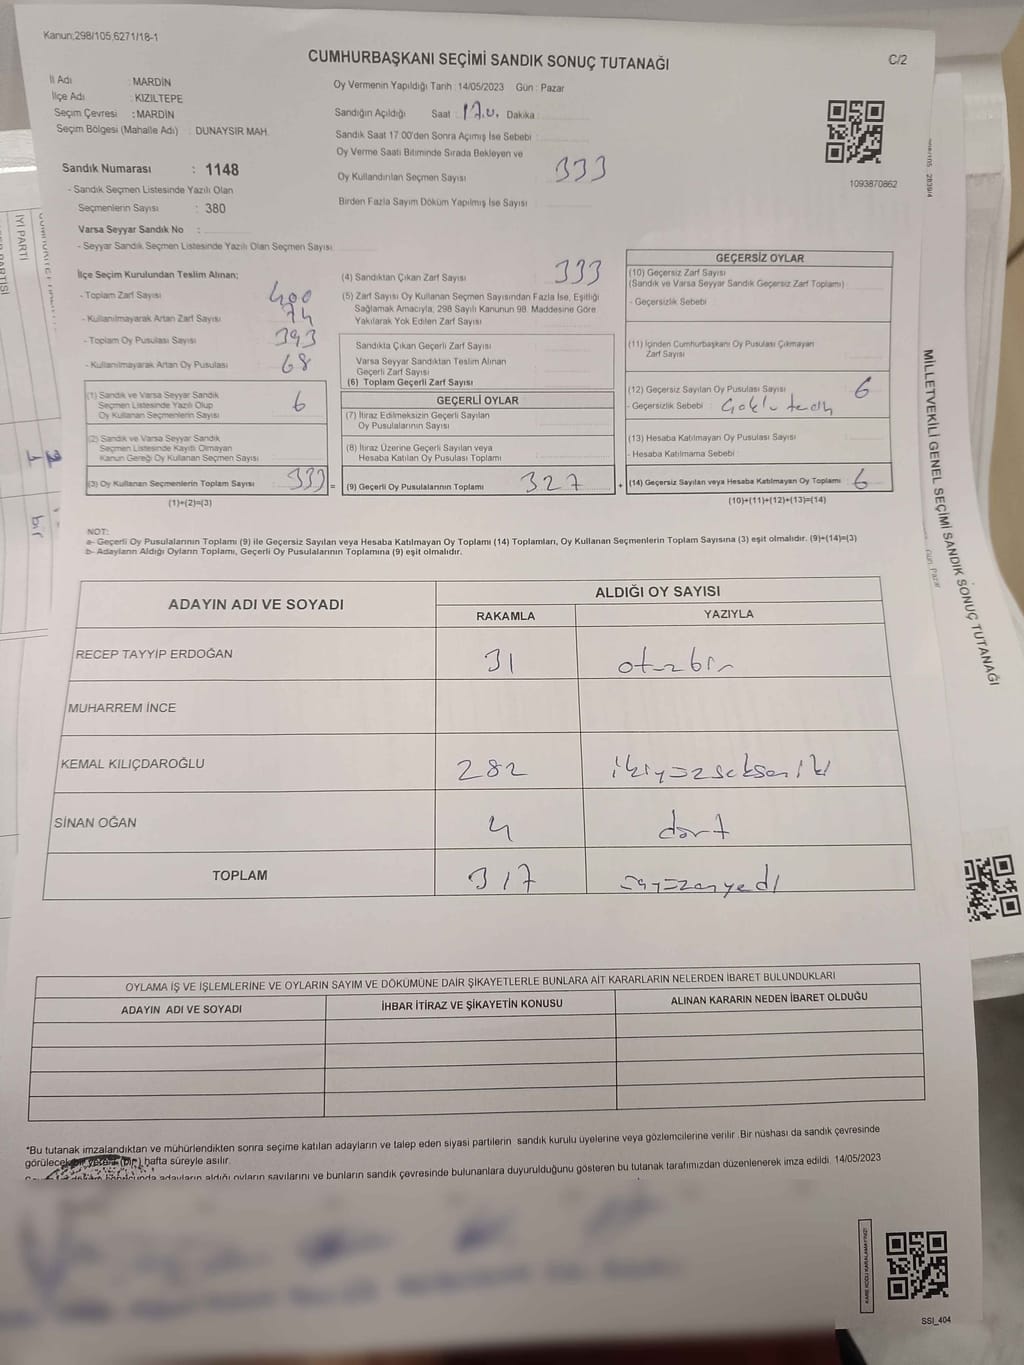 Kanun;298/105,6271/18-1
CUMHURBAŞKANI SEÇİMİ SANDIK SONUÇ TUTANAĞI
C/2
İl Adı : MARDİN
İlçe Adı : KIZILTEPE
Seçim Çevresi : MARDİN
Seçim Bölgesi (Mahalle Adı) : DUNAYSIR MAH.
Oy Vermenin Yapıldığı Tarih : 14/05/2023 Gün : Pazar
Sandığın Açıldığı Saat : 17.0. Dakika :
Sandık Saat 17.00'den Sonra Açımış İse Sebebi :
Oy Verme Saati Bitiminde Sırada Bekleyen ve
Oy Kullandırılan Seçmen Sayısı 333
Birden Fazla Sayım Döküm Yapılmış İse Sayısı
1093870862
Sandık Numarası : 1148
- Sandık Seçmen Listesinde Yazılı Olan
Seçmenlerin Sayısı : 380
Varsa Seyyar Sandık No :
- Seyyar Sandık Seçmen Listesinde Yazılı Olan Seçmen Sayısı
İlçe Seçim Kurulundan Teslim Alınan;
- Toplam Zarf Sayısı 400
- Kullanılmayarak Artan Zarf Sayısı 74
- Toplam Oy Pusulası Sayısı 393
- Kullanılmayarak Artan Oy Pusulası 68
(1) Sandık ve Varsa Seyyar Sandık
Seçmen Listesinde Yazılı Olup
Oy Kullanan Seçmenlerin Sayısı 6
(2) Sandık ve Varsa Seyyar Sandık
Seçmen Listesinde Kayıtlı Olmayan
Kanun Gereği Oy Kullanan Seçmen Sayısı
(3) Oy Kullanan Seçmenlerin Toplam Sayısı 333
(1)+(2)=(3)
(4) Sandıktan Çıkan Zarf Sayısı 333
(5) Zarf Sayısı Oy Kullanan Seçmen Sayısından Fazla İse, Eşitliği
Sağlamak Amacıyla; 298 Sayılı Kanunun 98. Maddesine Göre
Yakılarak Yok Edilen Zarf Sayısı
Sandıkta Çıkan Geçerli Zarf Sayısı
Varsa Seyyar Sandıktan Teslim Alınan
Geçerli Zarf Sayısı
(6) Toplam Geçerli Zarf Sayısı
GEÇERLİ OYLAR
(7) İtiraz Edilmeksizin Geçerli Sayılan
Oy Pusulalarının Sayısı
(8) İtiraz Üzerine Geçerli Sayılan veya
Hesaba Katılan Oy Pusulası Toplamı
(9) Geçerli Oy Pusulalarının Toplamı 327
GEÇERSİZ OYLAR
(10) Geçersiz Zarf Sayısı
(Sandık ve Varsa Seyyar Sandık Geçersiz Zarf Toplamı)
- Geçersizlik Sebebi
(11) İçinden Cumhurbaşkanı Oy Pusulası Çıkmayan
Zarf Sayısı
(12) Geçersiz Sayılan Oy Pusulası Sayısı 6
- Geçersizlik Sebebi :
(13) Hesaba Katılmayan Oy Pusulası Sayısı
- Hesaba Katılmama Sebebi
(14) Geçersiz Sayılan veya Hesaba Katılmayan Oy Toplamı 6
(10)+(11)+(12)+(13)=(14)
NOT:
a- Geçerli Oy Pusulalarının Toplamı (9) ile Geçersiz Sayılan veya Hesaba Katılmayan Oy Toplamı (14) Toplamları, Oy Kullanan Seçmenlerin Toplam Sayısına (3) eşit olmalıdır. (9)+(14)=(3)
b- Adayların Aldığı Oyların Toplamı, Geçerli Oy Pusulalarının Toplamına (9) eşit olmalıdır.
ADAYIN ADI VE SOYADI ALDIĞI OY SAYISI
RAKAMLA YAZIYLA
RECEP TAYYİP ERDOĞAN 31 otuzbir
MUHARREM İNCE
KEMAL KILIÇDAROĞLU 282 ikiyüzseksen iki
SİNAN OĞAN 4 dört
TOPLAM 317 üçyüzonyedi
OYLAMA İŞ VE İŞLEMLERİNE VE OYLARIN SAYIM VE DÖKÜMÜNE DAİR ŞİKAYETLERLE BUNLARA AİT KARARLARIN NELERDEN İBARET BULUNDUKLARI
ADAYIN ADI VE SOYADI İHBAR İTİRAZ VE ŞİKAYETİN KONUSU ALINAN KARARIN NEDEN İBARET OLDUĞU
*Bu tutanak imzalandıktan ve mühürlendikten sonra seçime katılan adayların ve talep eden siyasi partilerin sandık kurulu üyelerine veya gözlemcilerine verilir. Bir nüshası da sandık çevresinde
görülecek bir yere (bir) hafta süreyle asılır.
adayların aldığı oyların sayılarını ve bunların sandık çevresinde bulunanlara duyurulduğunu gösteren bu tutanak tarafımızdan düzenlenerek imza edildi. 14/05/2023
KARE KODU KARALAMAYINIZ!
SSİ_404
MİLLETVEKİLİ GENEL SEÇİMİ SANDIK SONUÇ TUTANAĞI
Gün: Pazar
İYİ PARTİ
bir